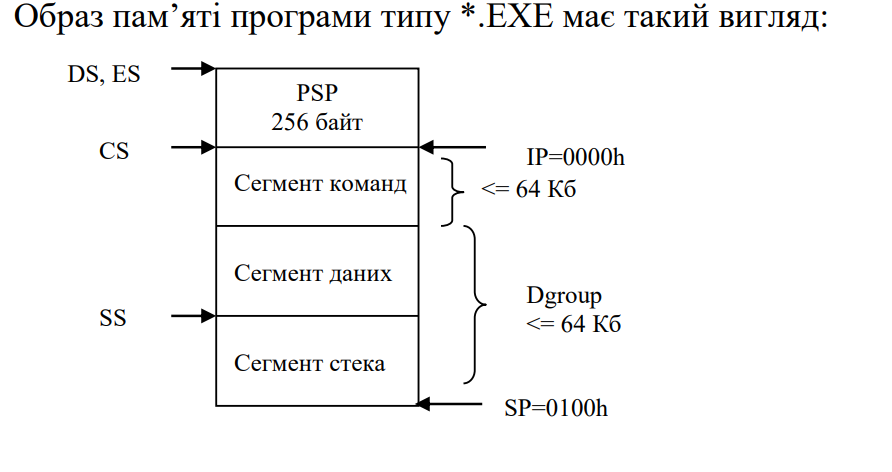 Образ пам’яті програми типу *.EXE має такий вигляд:
DS, ES
PSP
256 байт
CS
IP=0000h
Сегмент команд
<= 64 Кб
Сегмент даних
Dgroup
<= 64 Кб
SS
Сегмент стека
SP=0100h